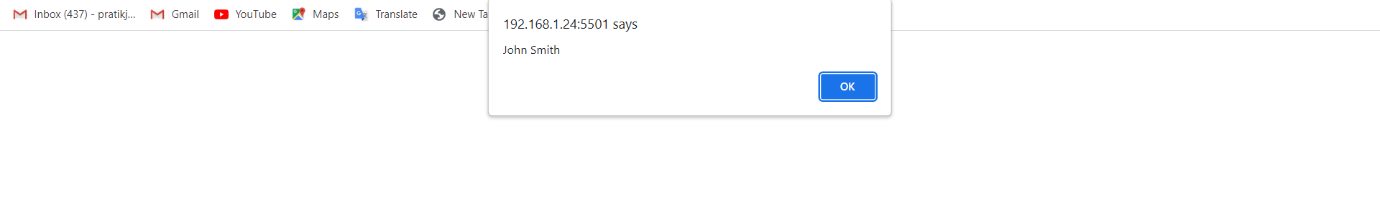 Inbox (437) - pratikj... Gmail YouTube Maps Translate New Ta
192.168.1.24:5501 says
John Smith
OK